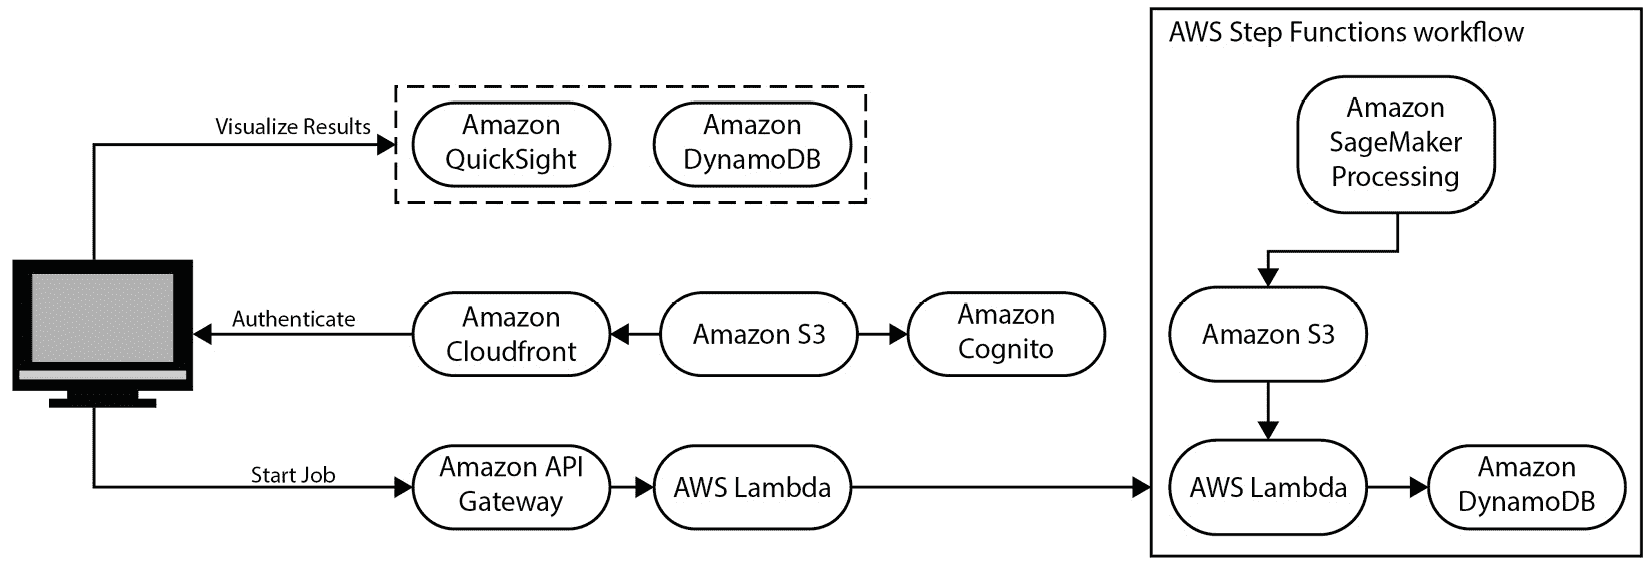 AWS Step Functions workflow
Visualize Results
Amazon
QuickSight
Amazon
DynamoDB
Amazon
SageMaker
Processing
Authenticate
Amazon
Cloudfront
Amazon S3
Amazon
Cognito
Amazon S3
Start Job
Amazon API
Gateway
AWS Lambda
AWS Lambda
Amazon
DynamoDB